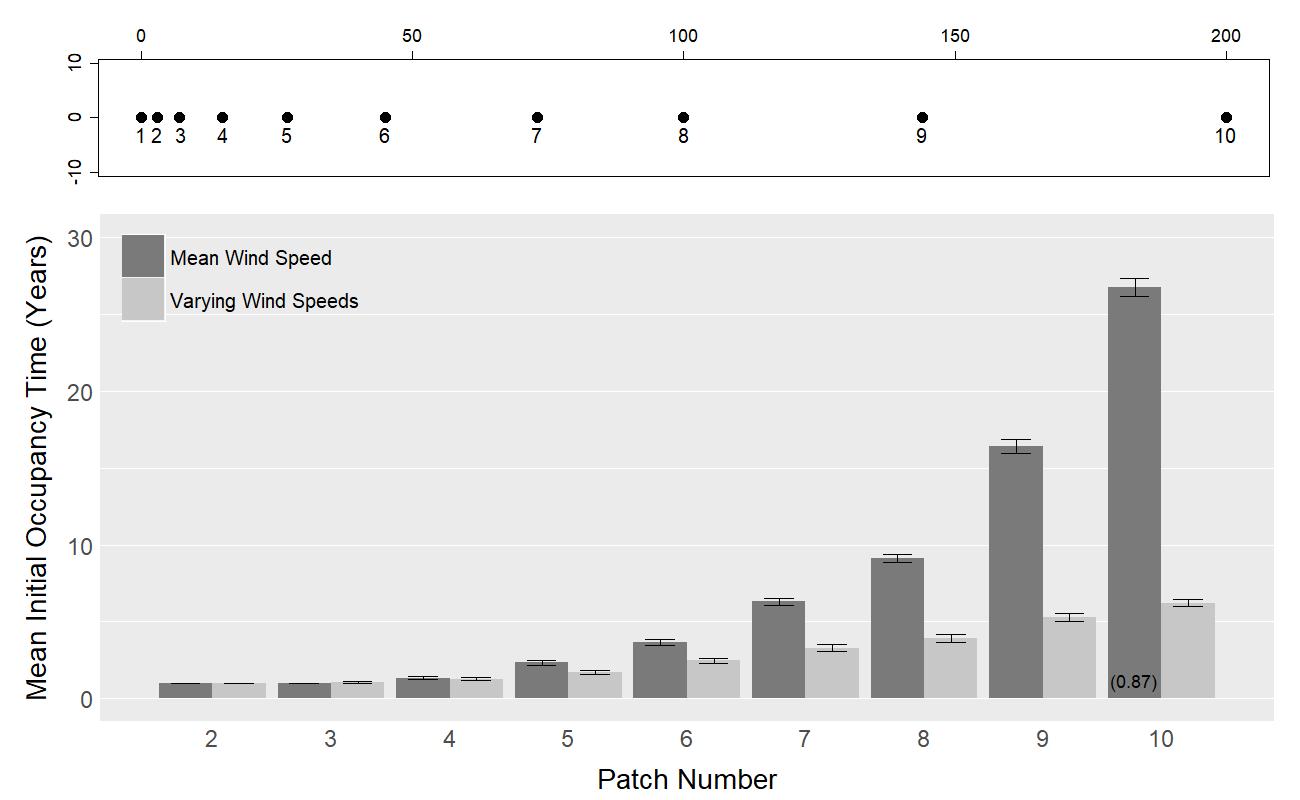 0 50 100 150 200
10
0
-10
1 2 3 4 5 6 7 8 9 10
Mean Initial Occupancy Time (Years)
30
20
10
0
Mean Wind Speed
Varying Wind Speeds
(0.87)
2 3 4 5 6 7 8 9 10
Patch Number